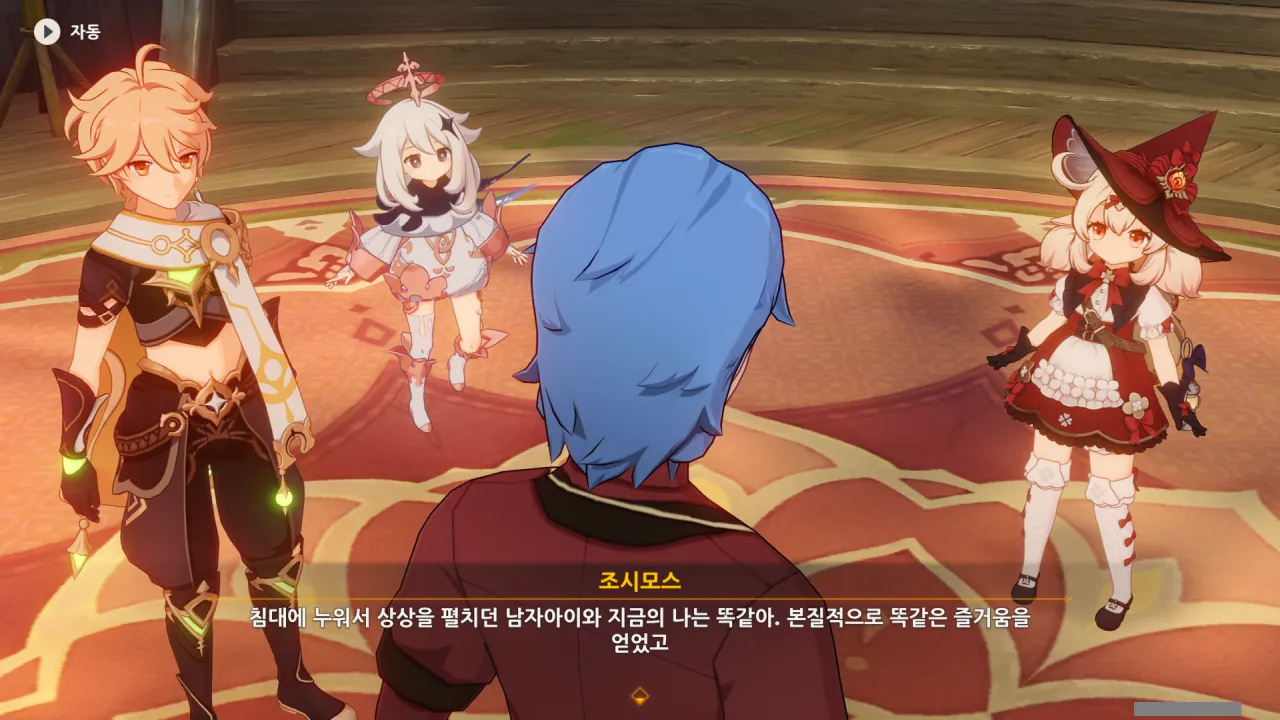 자동
조시모스
침대에 누워서 상상을 펼치던 남자아이와 지금의 나는 똑같아. 본질적으로 똑같은 즐거움을
얻었고